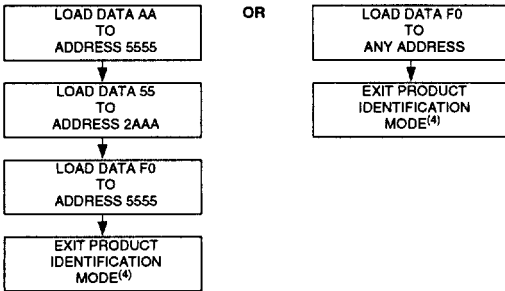 LOAD DATA AA
TO
ADDRESS 5555
LOAD DATA 55
TO
ADDRESS 2AAA
LOAD DATA F0
TO
ADDRESS 5555
EXIT PRODUCT
IDENTIFICATION
MODE(4)
OR
LOAD DATA F0
TO
ANY ADDRESS
EXIT PRODUCT
IDENTIFICATION
MODE(4)